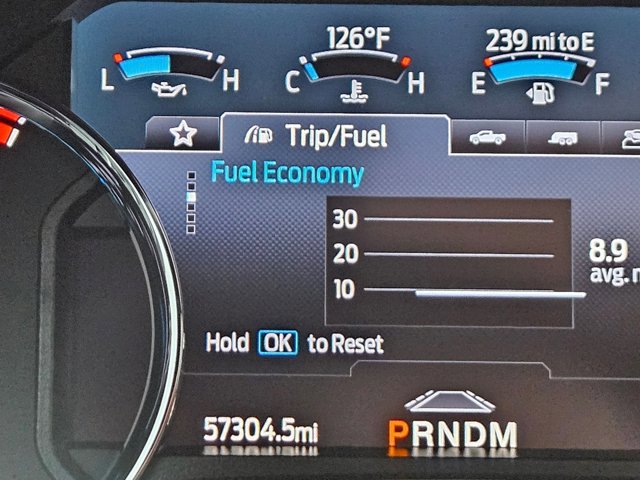 126°F
239 mi to E
L H
C H
E F
Trip/Fuel
Fuel Economy
30
20
10
8.9
avg.
Hold OK to Reset
57304.5mi
PRNDM